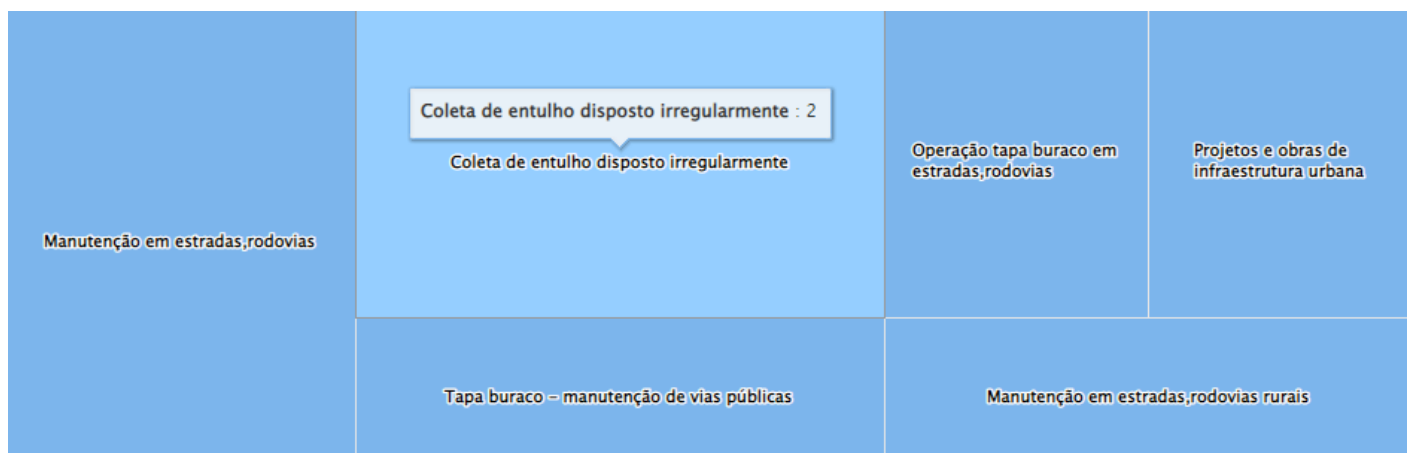 Manutenção em estradas,rodovias
Coleta de entulho disposto irregularmente : 2
Coleta de entulho disposto irregularmente
Operação tapa buraco em
estradas,rodovias
Projetos e obras de
infraestrutura urbana
Tapa buraco – manutenção de vias públicas
Manutenção em estradas,rodovias rurais